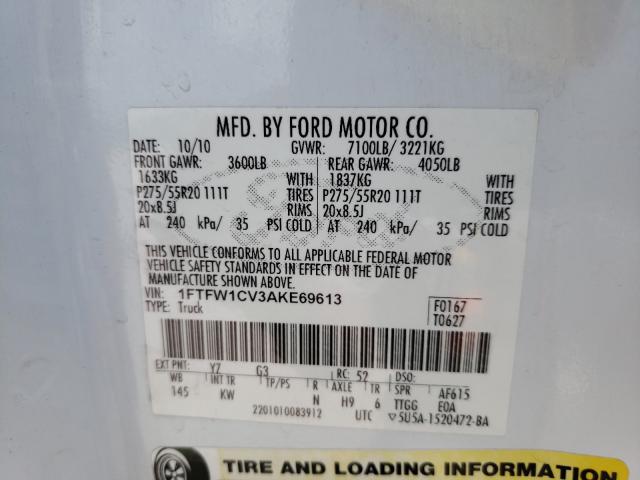 MFD. BY FORD MOTOR CO.
DATE: 10/10 GVWR: 7100LB/ 3221KG
FRONT GAWR: 3600LB REAR GAWR: 4050LB
1633KG WITH 1837KG WITH
P275/55R20 111T TIRES P275/55R20 111T TIRES
20x8.5J RIMS 20x8.5J RIMS
AT 240 kPa/ 35 PSI COLD AT 240 kPa/ 35 PSI COLD
THIS VEHICLE CONFORMS TO ALL APPLICABLE FEDERAL MOTOR
VEHICLE SAFETY STANDARDS IN EFFECT ON THE DATE OF
MANUFACTURE SHOWN ABOVE.
VIN: 1FTFW1CV3AKE69613 F0167
TYPE: Truck T0627
EXT PNT: YZ G3 RC: 52 DSO:
WB INT TR TP/PS R AXLE TR SPR AF615
145 KW N H9 6 TTGG EOA
2201010083912 UTC ▽5U5A-1520472-BA
TIRE AND LOADING INFORMATION